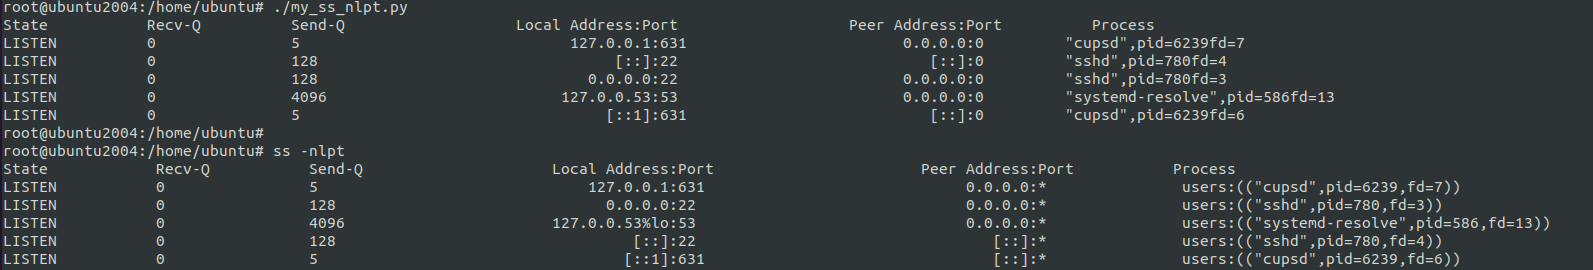 root@ubuntu2004:/home/ubuntu# ./my_ss_nlpt.py
State Recv-Q Send-Q Local Address:Port Peer Address:Port Process
LISTEN 0 5 127.0.0.1:631 0.0.0.0:0 "cupsd",pid=6239fd=7
LISTEN 0 128 [::]:22 [::]:0 "sshd",pid=780fd=4
LISTEN 0 128 0.0.0.0:22 0.0.0.0:0 "sshd",pid=780fd=3
LISTEN 0 4096 127.0.0.53:53 0.0.0.0:0 "systemd-resolve",pid=586fd=13
LISTEN 0 5 [::1]:631 [::]:0 "cupsd",pid=6239fd=6
root@ubuntu2004:/home/ubuntu#
root@ubuntu2004:/home/ubuntu# ss -nlpt
State Recv-Q Send-Q Local Address:Port Peer Address:Port Process
LISTEN 0 5 127.0.0.1:631 0.0.0.0:* users:(("cupsd",pid=6239,fd=7))
LISTEN 0 128 0.0.0.0:22 0.0.0.0:* users:(("sshd",pid=780,fd=3))
LISTEN 0 4096 127.0.0.53%lo:53 0.0.0.0:* users:(("systemd-resolve",pid=586,fd=13))
LISTEN 0 128 [::]:22 [::]:* users:(("sshd",pid=780,fd=4))
LISTEN 0 5 [::1]:631 [::]:* users:(("cupsd",pid=6239,fd=6))